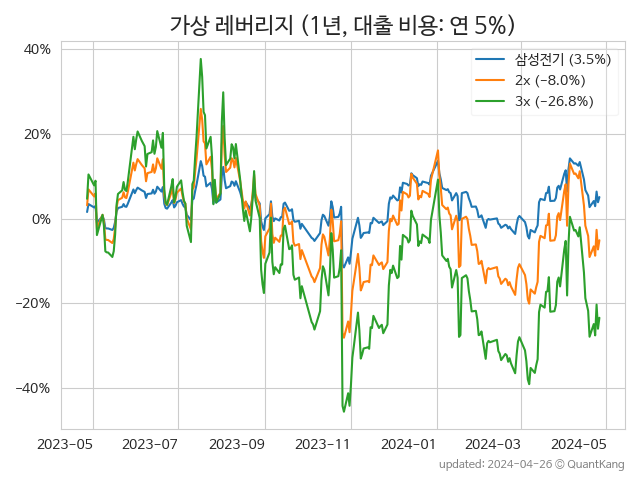 가상 레버리지 (1년, 대출 비용: 연 5%)
삼성전기 (3.5%)
2x (−8.0%)
3x (−26.8%)
40%
20%
0%
−20%
−40%
2023−05 2023−07 2023−09 2023−11 2024−01 2024−03 2024−05
updated: 2024-04-26 © QuantKang